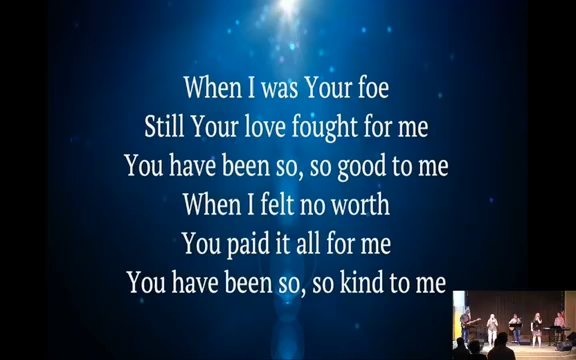 When I was Your foe
Still Your love fought for me
You have been so, so good to me
When I felt no worth
You paid it all for me
You have been so, so kind to me